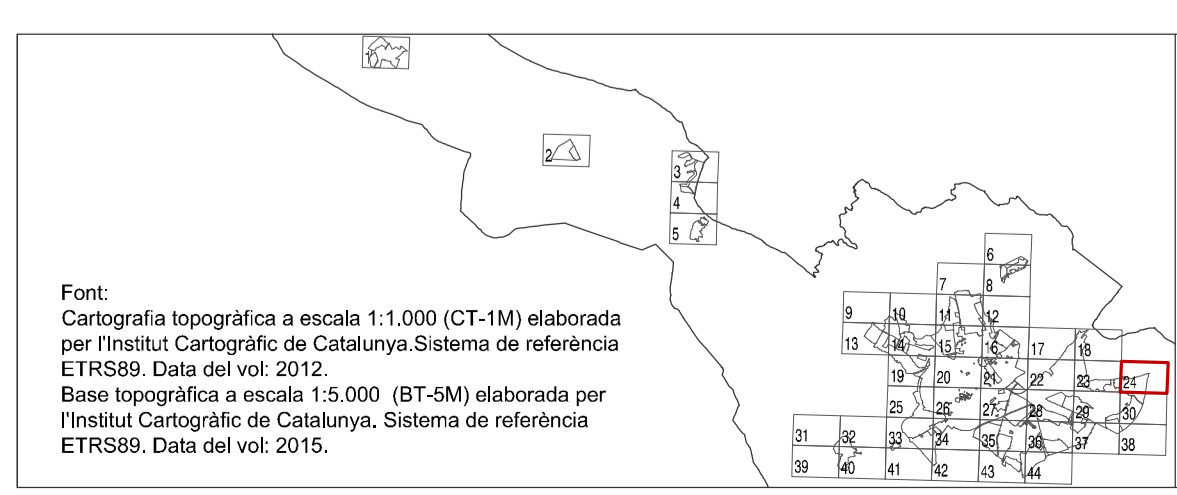 1
2
3
4
5
6
7 8
9 10 11 12
13 14 15 16 17 18
19 20 21 22 23 24
25 26 27 28 29 30
31 32 33 34 35 36 37 38
39 40 41 42 43 44
Font:
Cartografia topogràfica a escala 1:1.000 (CT-1M) elaborada
per l'Institut Cartogràfic de Catalunya.Sistema de referència
ETRS89. Data del vol: 2012.
Base topogràfica a escala 1:5.000 (BT-5M) elaborada per
l'Institut Cartogràfic de Catalunya. Sistema de referència
ETRS89. Data del vol: 2015.